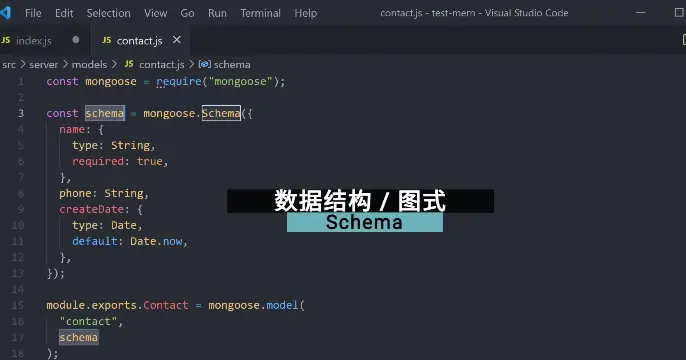 File Edit Selection View Go Run Terminal Help contact.js - test-mern - Visual Studio Code
JS index.js ● JS contact.js ×
src > server > models > JS contact.js > schema
1 const mongoose = require("mongoose");
2
3 const schema = mongoose.Schema({
4 name: {
5 type: String,
6 required: true,
7 },
8 phone: String,
9 createDate: {
10 type: Date,
11 default: Date.now,
12 },
13 });
14
15 module.exports.Contact = mongoose.model(
16 "contact",
17 schema
18 );
数据结构 / 图式
Schema